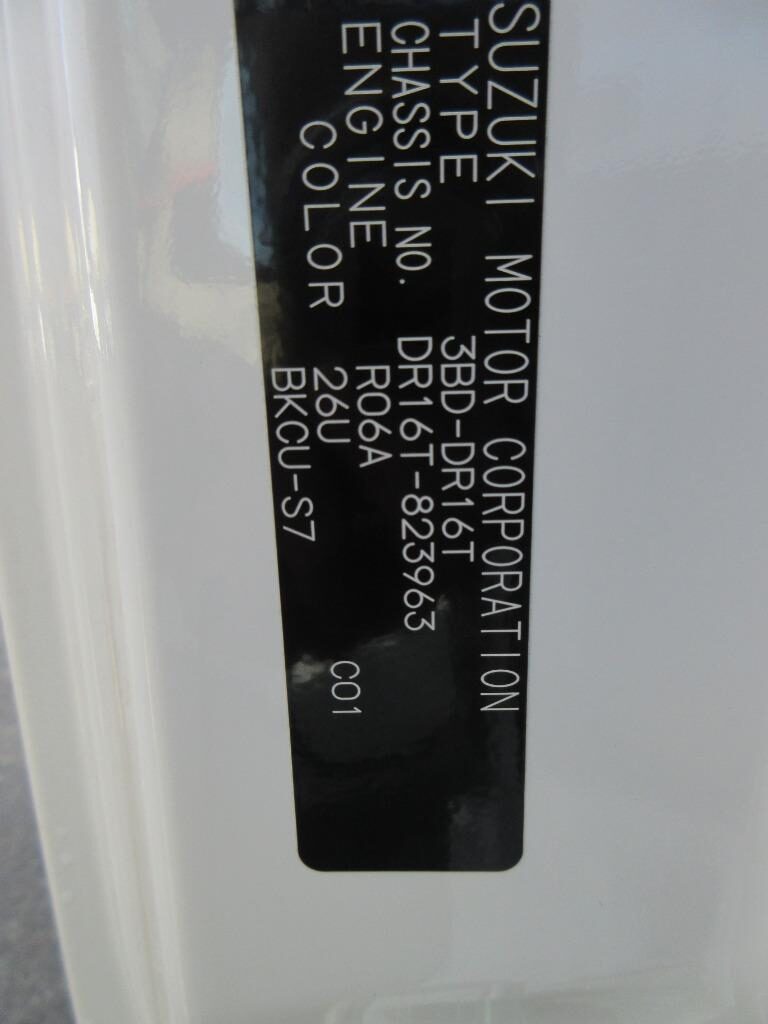 SUZUKI MOTOR CORPORATION
TYPE 3BD-DR16T
CHASSIS NO. DR16T-823963
ENGINE R06A
COLOR 26U C01
BKCU-S7